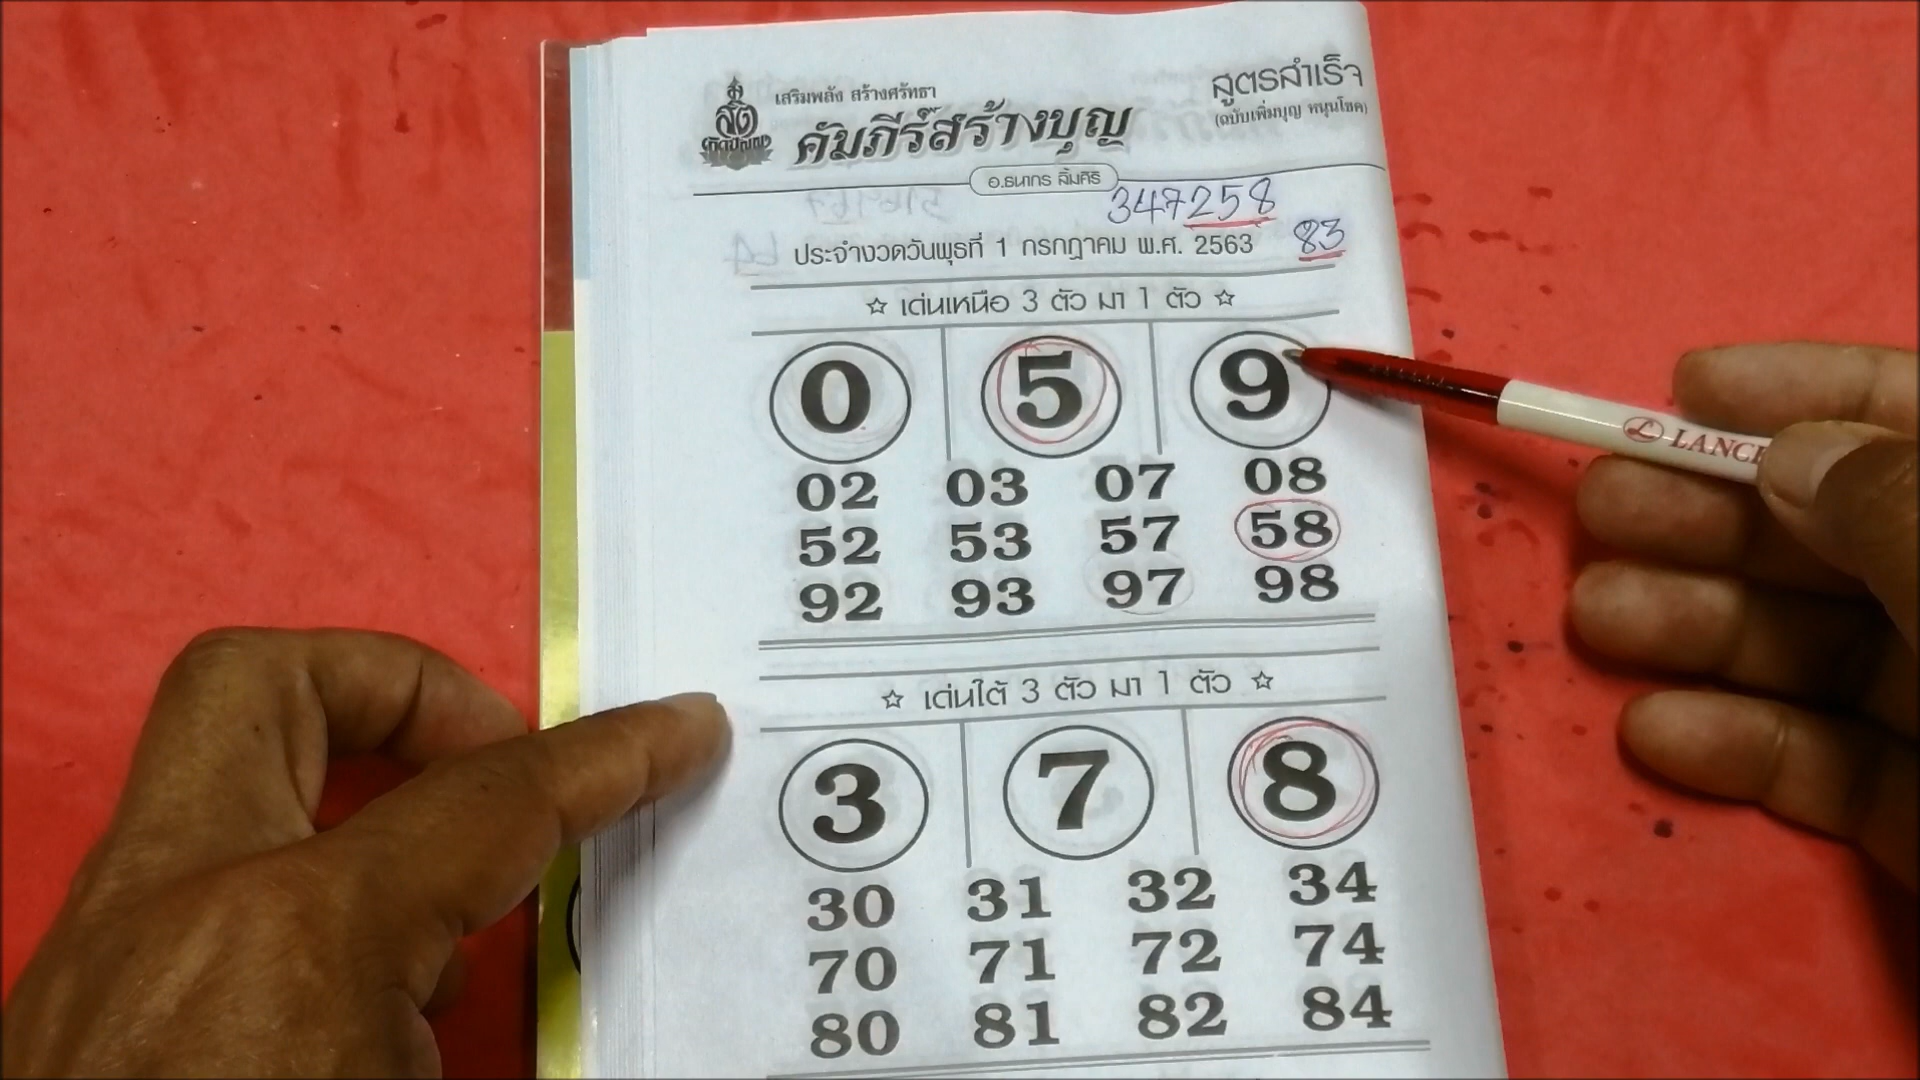 เสริมพลัง สร้างศรัทธา
คัมภีร์สร้างบุญ
สูตรสำเร็จ
(ฉบับเพิ่มบุญ หนุนโชค)
อ.ธนากร ลิ้มศิริ
347258
ประจำงวดวันพุธที่ 1 กรกฎาคม พ.ศ. 2563 83
☆ เด่นเหนือ 3 ตัว มา 1 ตัว ☆
0 5 9
02 03 07 08
52 53 57 58
92 93 97 98
☆ เด่นใต้ 3 ตัว มา 1 ตัว ☆
3 7 8
30 31 32 34
70 71 72 74
80 81 82 84